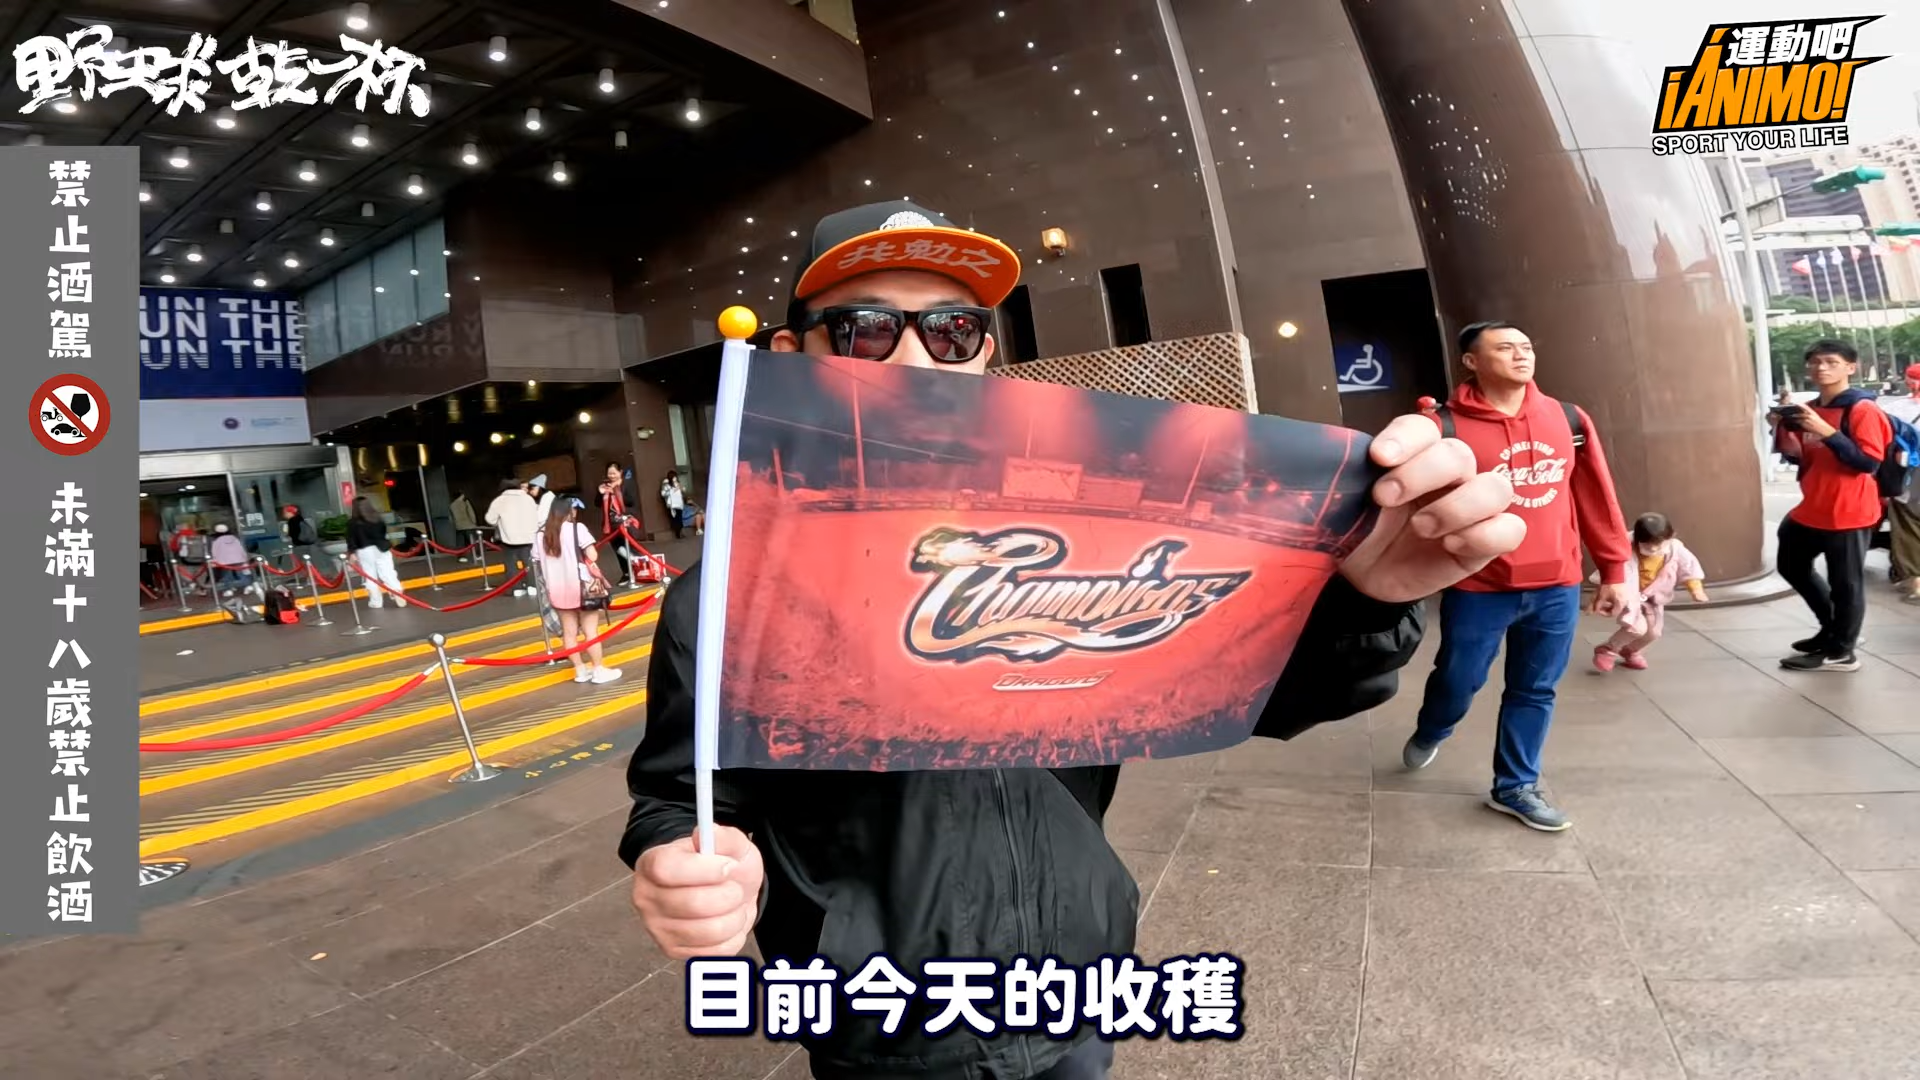 野球乾一杯
運動吧
¡ANIMO!
SPORT YOUR LIFE
禁止酒駕
未滿十八歲禁止飲酒
共勉之
UN THE
UN THE
Champions
DRAGONS
Coca-Cola
目前今天的收穫